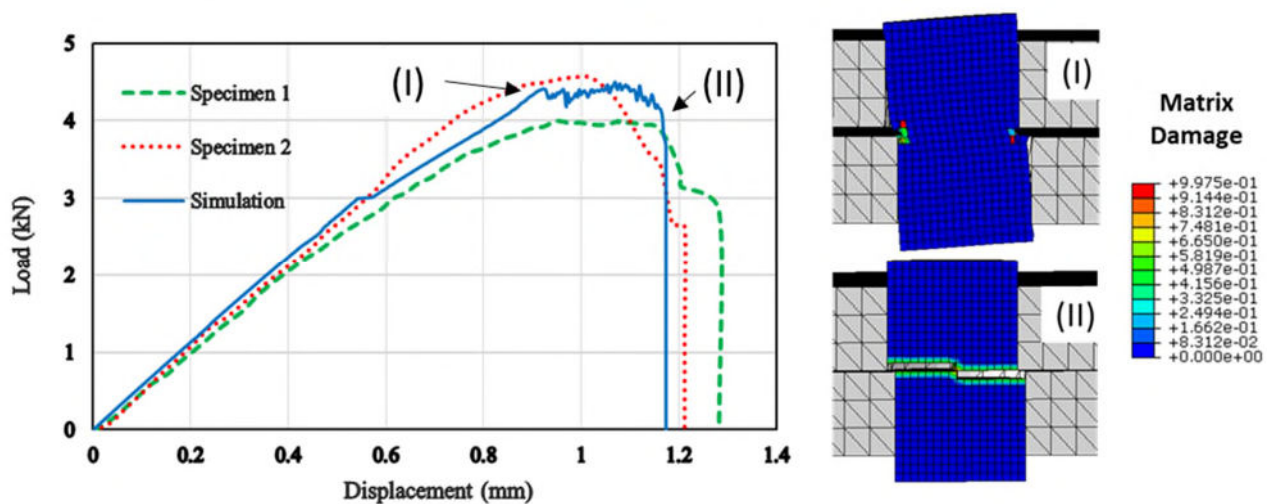 5
4
3
2
1
0
Load (kN)
Specimen 1
Specimen 2
Simulation
(I)
(II)
0 0.2 0.4 0.6 0.8 1 1.2 1.4
Displacement (mm)
(I)
(II)
Matrix
Damage
+9.975e-01
+9.144e-01
+8.312e-01
+7.481e-01
+6.650e-01
+5.819e-01
+4.987e-01
+4.156e-01
+3.325e-01
+2.494e-01
+1.662e-01
+8.312e-02
+0.000e+00